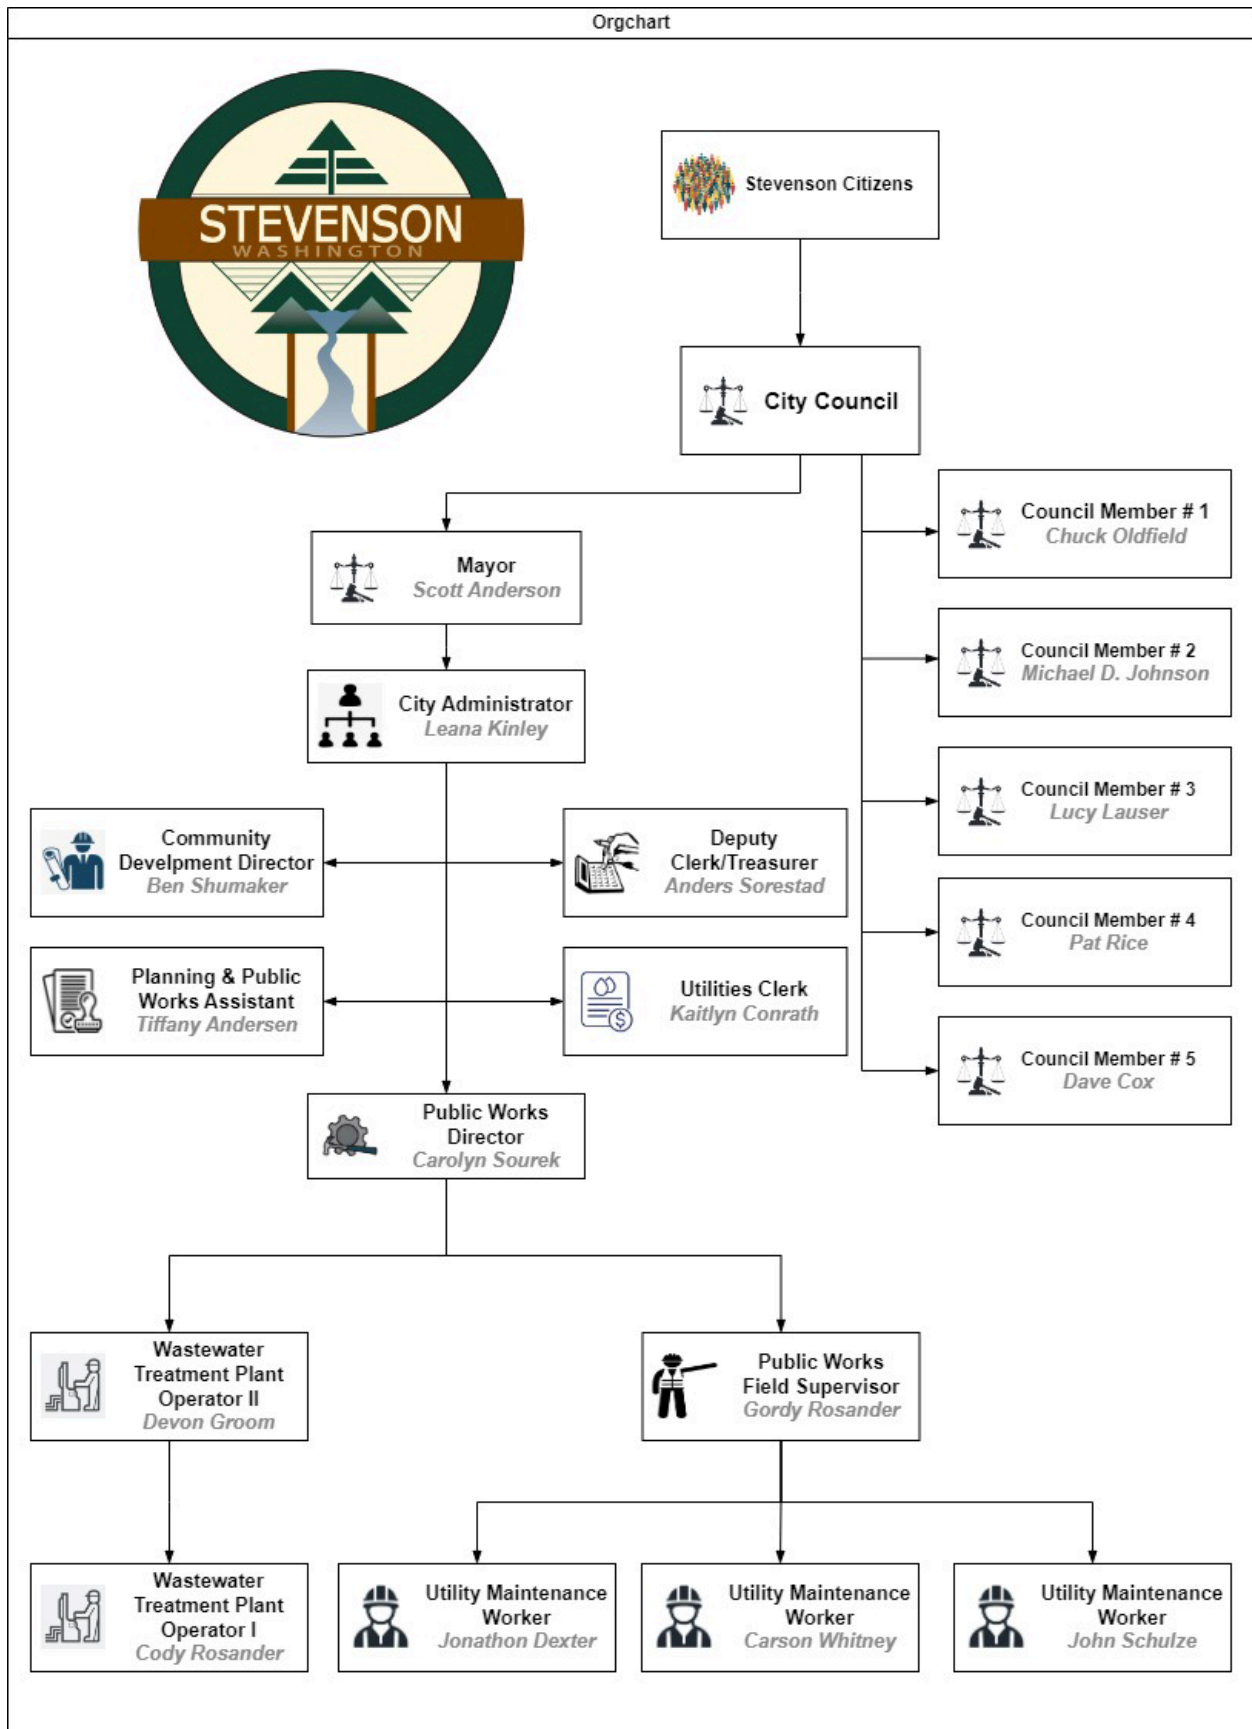 Orgchart
STEVENSON
WASHINGTON
Stevenson Citizens
City Council
Council Member # 1
Chuck Oldfield
Mayor
Scott Anderson
Council Member # 2
Michael D. Johnson
City Administrator
Leana Kinley
Council Member # 3
Lucy Lauser
Community
Develpment Director
Ben Shumaker
Deputy
Clerk/Treasurer
Anders Sorestad
Council Member # 4
Pat Rice
Planning & Public
Works Assistant
Tiffany Andersen
Utilities Clerk
Kaitlyn Conrath
Council Member # 5
Dave Cox
Public Works
Director
Carolyn Sourek
Wastewater
Treatment Plant
Operator II
Devon Groom
Public Works
Field Supervisor
Gordy Rosander
Wastewater
Treatment Plant
Operator I
Cody Rosander
Utility Maintenance
Worker
Jonathon Dexter
Utility Maintenance
Worker
Carson Whitney
Utility Maintenance
Worker
John Schulze